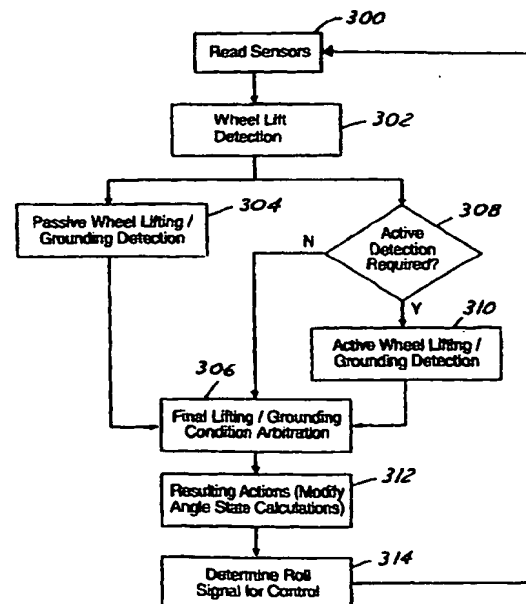 300
Read Sensors
Wheel Lift
Detection
302
Passive Wheel Lifting /
Grounding Detection
304
308
Active
Detection
Required?
N
Y
310
Active Wheel Lifting /
Grounding Detection
306
Final Lifting / Grounding
Condition Arbitration
312
Resulting Actions (Modify
Angle State Calculations)
314
Determine Roll
Signal for Control